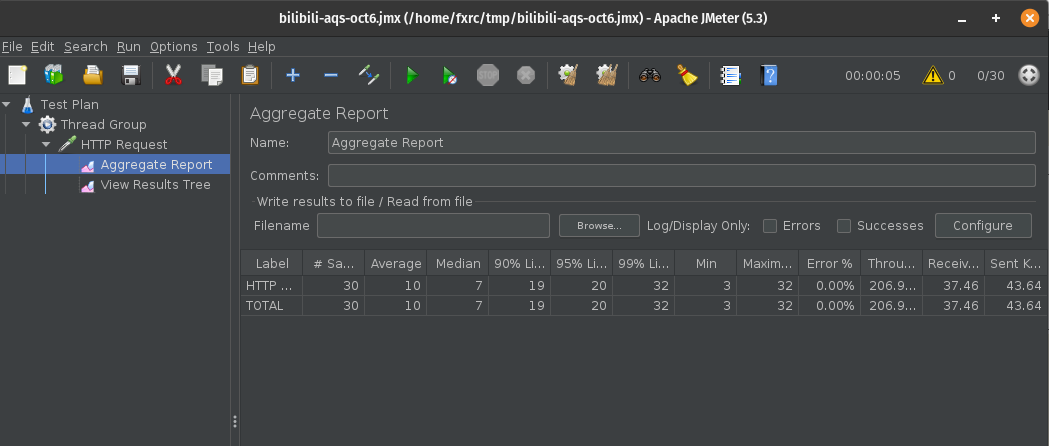 bilibili-aqs-oct6.jmx (/home/fxrc/tmp/bilibili-aqs-oct6.jmx) - Apache JMeter (5.3)
File Edit Search Run Options Tools Help
STOP 00:00:05 0 0/30
Test Plan
Thread Group
HTTP Request
Aggregate Report
View Results Tree
Aggregate Report
Name: Aggregate Report
Comments:
Write results to file / Read from file
Filename Browse... Log/Display Only: Errors Successes Configure
Label # Sa... Average Median 90% Li... 95% Li... 99% Li... Min Maxim... Error % Throu... Receiv... Sent K...
HTTP ... 30 10 7 19 20 32 3 32 0.00% 206.9... 37.46 43.64
TOTAL 30 10 7 19 20 32 3 32 0.00% 206.9... 37.46 43.64